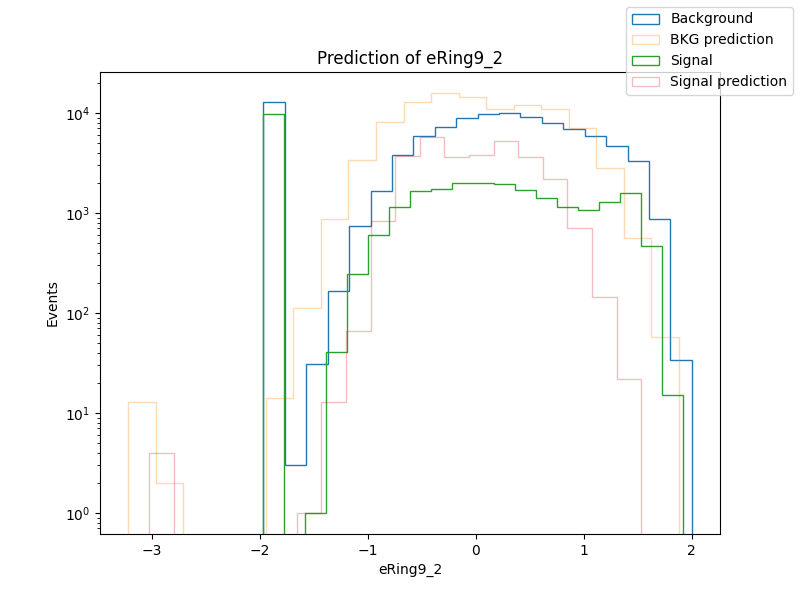 Prediction of eRing9_2
Background
BKG prediction
Signal
Signal prediction
Events
10⁴
10³
10²
10¹
10⁰
−3
−2
−1
0
1
2
eRing9_2